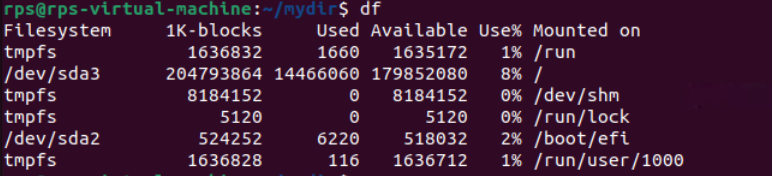 rps@rps-virtual-machine:~/mydir$ df
Filesystem     1K-blocks     Used Available Use% Mounted on
tmpfs            1636832     1660   1635172   1% /run
/dev/sda3      204793864 14466060 179852080   8% /
tmpfs            8184152        0   8184152   0% /dev/shm
tmpfs               5120        0      5120   0% /run/lock
/dev/sda2         524252     6220    518032   2% /boot/efi
tmpfs            1636828      116   1636712   1% /run/user/1000